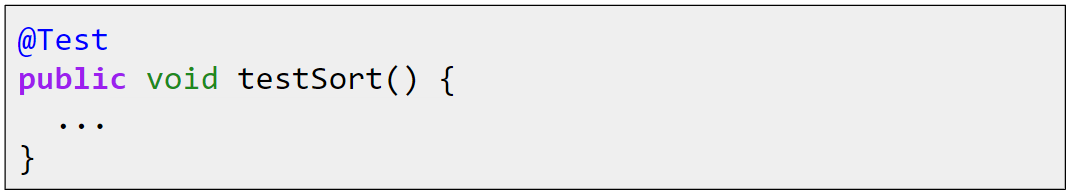 @Test
public void testSort() {
  ...
}